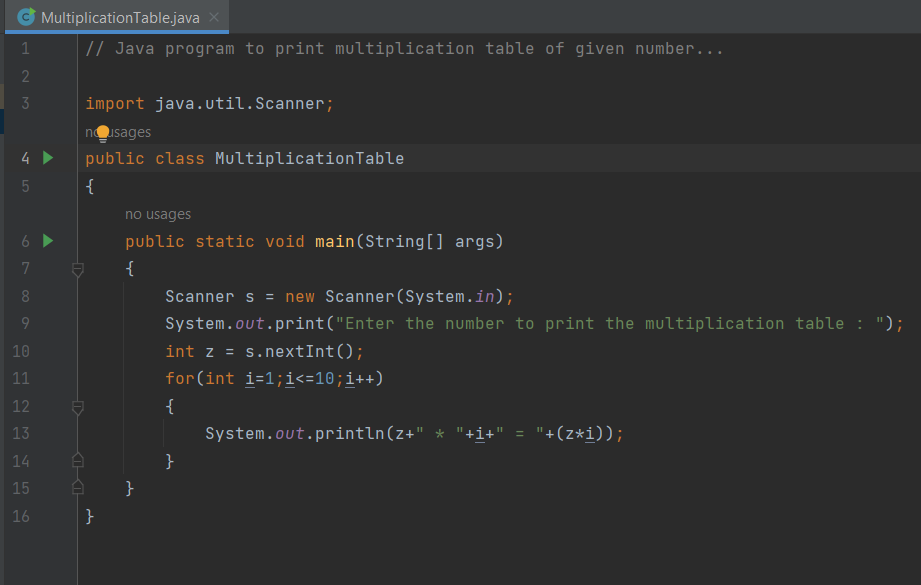 MultiplicationTable.java
1 // Java program to print multiplication table of given number...
2
3 import java.util.Scanner;
no usages
4 public class MultiplicationTable
5 {
no usages
6 public static void main(String[] args)
7 {
8 Scanner s = new Scanner(System.in);
9 System.out.print("Enter the number to print the multiplication table : ");
10 int z = s.nextInt();
11 for(int i=1;i<=10;i++)
12 {
13 System.out.println(z+" * "+i+" = "+(z*i));
14 }
15 }
16 }